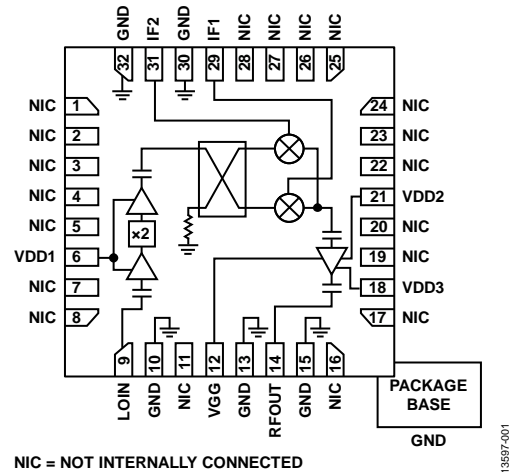 GND
IF2
GND
IF1
NIC
NIC
NIC
NIC
32
31
30
29
28
27
26
25
NIC 1
NIC 2
NIC 3
NIC 4
NIC 5
VDD1 6
NIC 7
NIC 8
×2
24 NIC
23 NIC
22 NIC
21 VDD2
20 NIC
19 NIC
18 VDD3
17 NIC
9
10
11
12
13
14
15
16
LOIN
GND
NIC
VGG
GND
RFOUT
GND
NIC
PACKAGE
BASE
GND
NIC = NOT INTERNALLY CONNECTED
13597-001